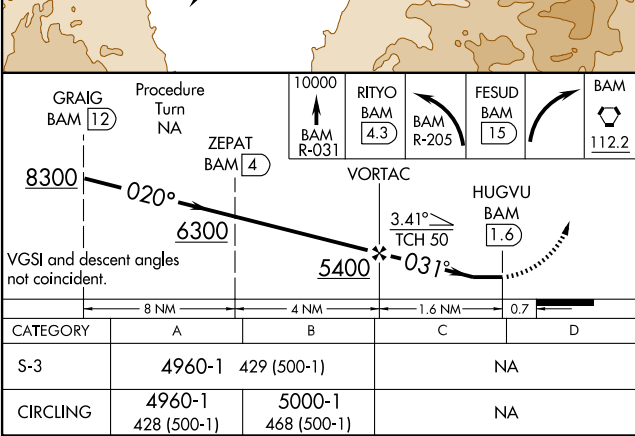 GRAIG
BAM 12
Procedure
Turn
NA
ZEPAT
BAM 4
10000
BAM
R-031
RITYO
BAM
4.3
BAM
R-205
FESUD
BAM
15
BAM
112.2
VORTAC
HUGVU
BAM
1.6
8300
020°
6300
5400
3.41°
TCH 50
031°
VGSI and descent angles
not coincident.
8 NM
4 NM
1.6 NM
0.7
CATEGORY A B C D
S-3 4960-1 429 (500-1) NA
CIRCLING 4960-1 5000-1 NA
428 (500-1) 468 (500-1)